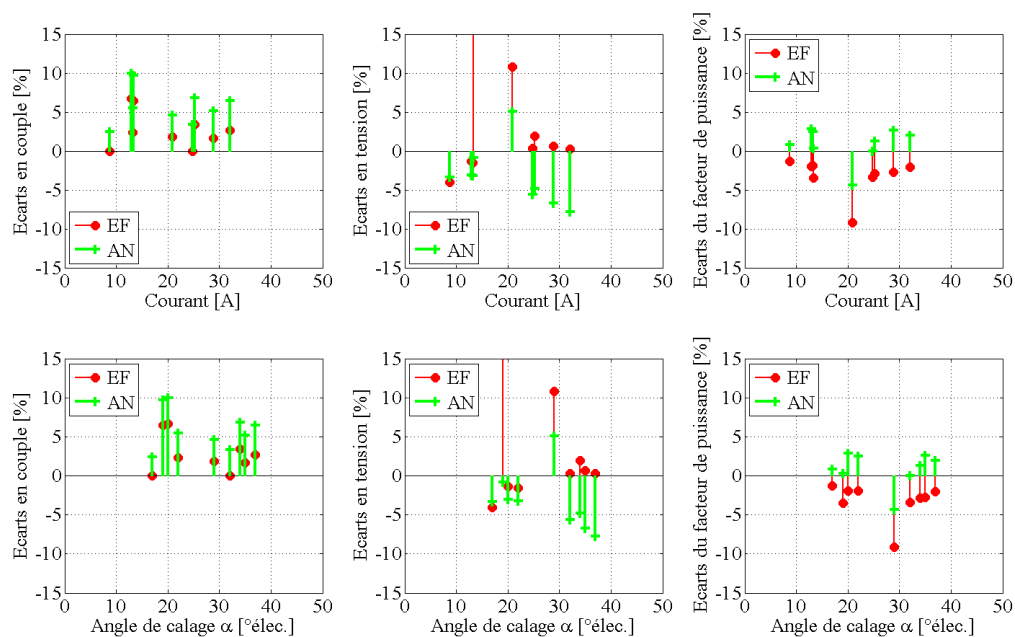 Ecarts en couple [%]
15
10
5
0
-5
-10
-15
EF
AN
0 10 20 30 40 50
Courant [A]
Ecarts en tension [%]
15
10
5
0
-5
-10
-15
EF
AN
0 10 20 30 40 50
Courant [A]
Ecarts du facteur de puissance [%]
15
10
5
0
-5
-10
-15
EF
AN
0 10 20 30 40 50
Courant [A]
Ecarts en couple [%]
15
10
5
0
-5
-10
-15
EF
AN
0 10 20 30 40 50
Angle de calage α [°élec.]
Ecarts en tension [%]
15
10
5
0
-5
-10
-15
EF
AN
0 10 20 30 40 50
Angle de calage α [°élec.]
Ecarts du facteur de puissance [%]
15
10
5
0
-5
-10
-15
EF
AN
0 10 20 30 40 50
Angle de calage α [°élec.]